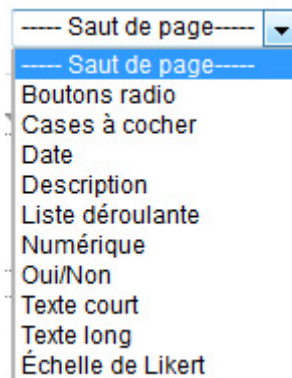 ----- Saut de page-----
----- Saut de page-----
Boutons radio
Cases à cocher
Date
Description
Liste déroulante
Numérique
Oui/Non
Texte court
Texte long
Échelle de Likert